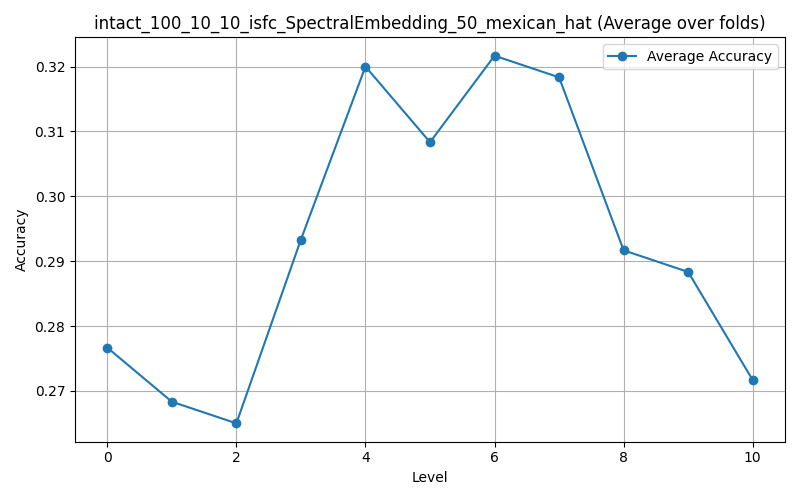 intact_100_10_10_isfc_SpectralEmbedding_50_mexican_hat (Average over folds)
Average Accuracy
0.32
0.31
0.30
0.29
0.28
0.27
Accuracy
0 2 4 6 8 10
Level